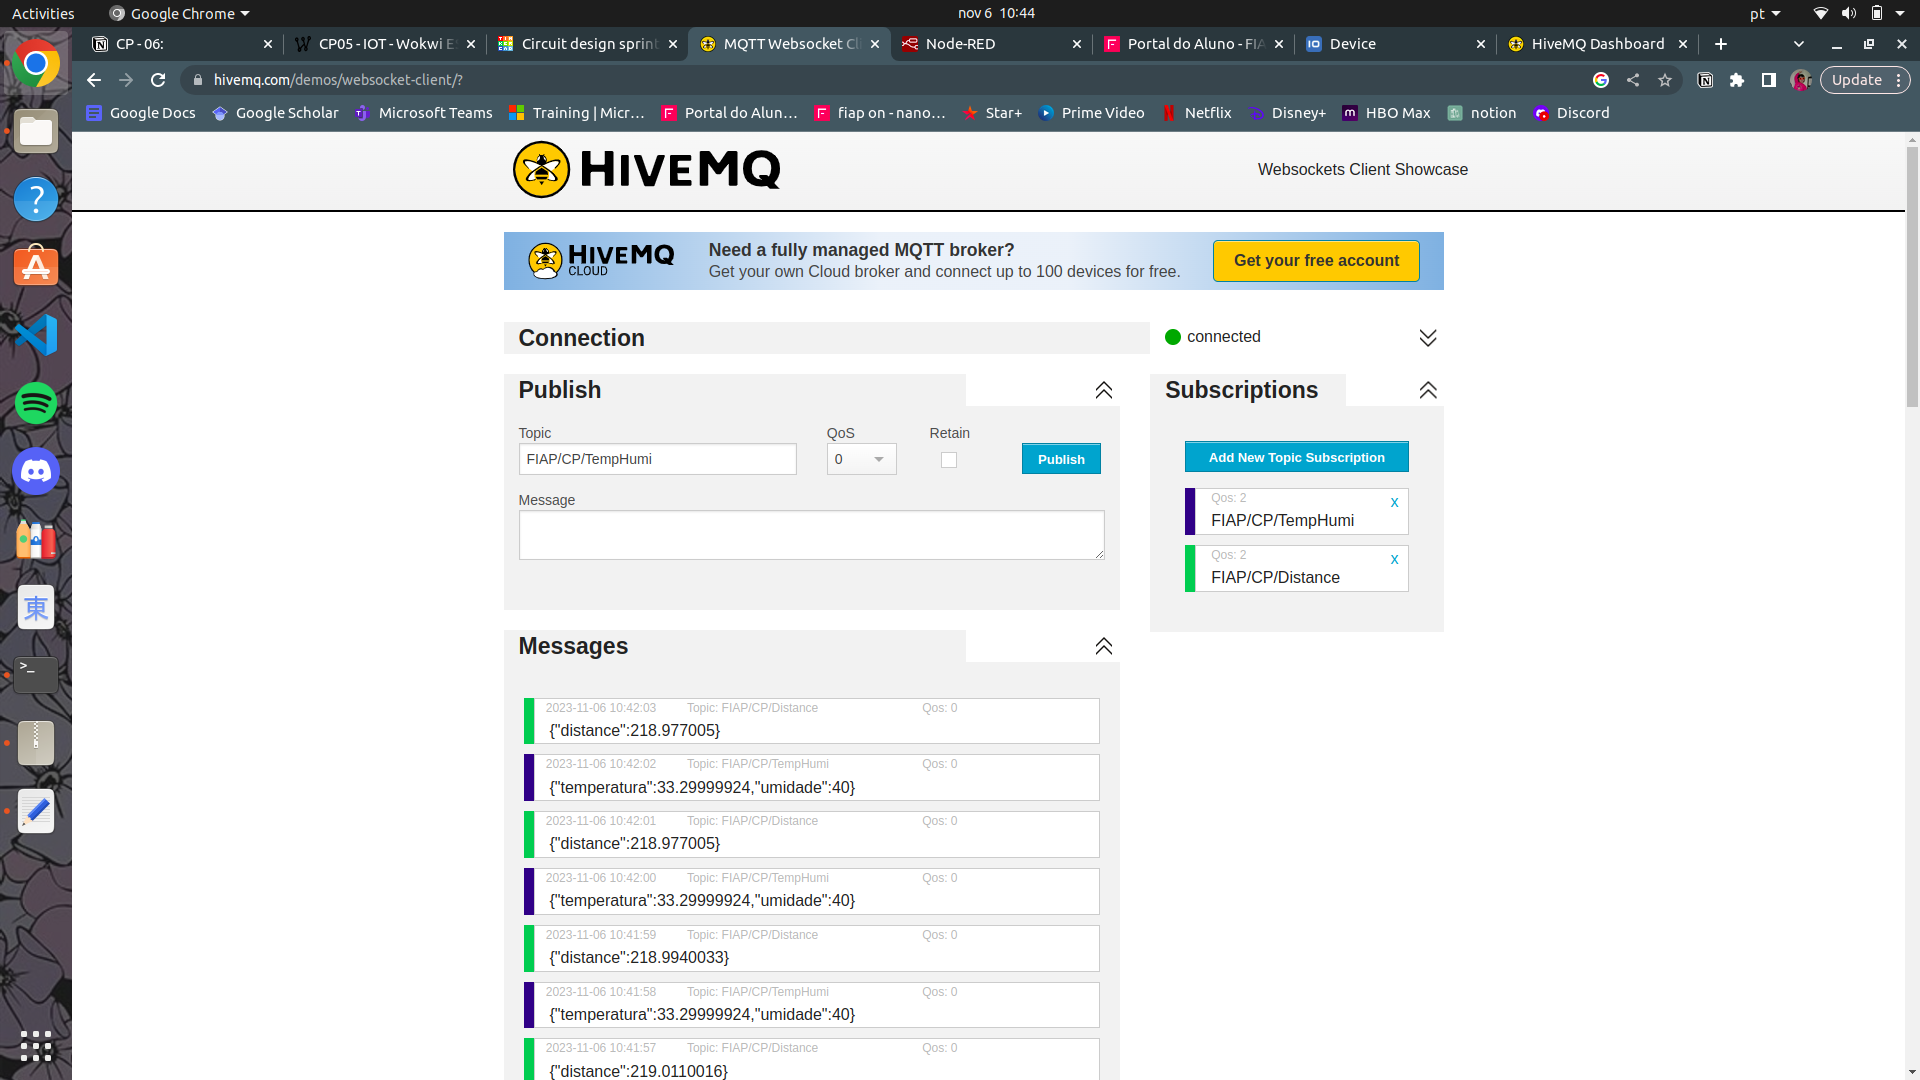 Activities
Google Chrome
nov 6 10:44
pt
CP - 06:
CP05 - IOT - Wokwi E
Circuit design sprint
MQTT Websocket Cl
Node-RED
Portal do Aluno - FIA
Device
HiveMQ Dashboard
hivemq.com/demos/websocket-client/?
Update
Google Docs
Google Scholar
Microsoft Teams
Training | Micr...
Portal do Alun...
fiap on - nano...
Star+
Prime Video
Netflix
Disney+
HBO Max
notion
Discord
HIVEMQ
Websockets Client Showcase
HIVEMQ
CLOUD
Need a fully managed MQTT broker?
Get your own Cloud broker and connect up to 100 devices for free.
Get your free account
Connection
connected
Publish
Topic
QoS
Retain
FIAP/CP/TempHumi
0
Publish
Message
Subscriptions
Add New Topic Subscription
Qos: 2
x
FIAP/CP/TempHumi
Qos: 2
x
FIAP/CP/Distance
Messages
2023-11-06 10:42:03 Topic: FIAP/CP/Distance Qos: 0
{"distance":218.977005}
2023-11-06 10:42:02 Topic: FIAP/CP/TempHumi Qos: 0
{"temperatura":33.29999924,"umidade":40}
2023-11-06 10:42:01 Topic: FIAP/CP/Distance Qos: 0
{"distance":218.977005}
2023-11-06 10:42:00 Topic: FIAP/CP/TempHumi Qos: 0
{"temperatura":33.29999924,"umidade":40}
2023-11-06 10:41:59 Topic: FIAP/CP/Distance Qos: 0
{"distance":218.9940033}
2023-11-06 10:41:58 Topic: FIAP/CP/TempHumi Qos: 0
{"temperatura":33.29999924,"umidade":40}
2023-11-06 10:41:57 Topic: FIAP/CP/Distance Qos: 0
{"distance":219.0110016}
東